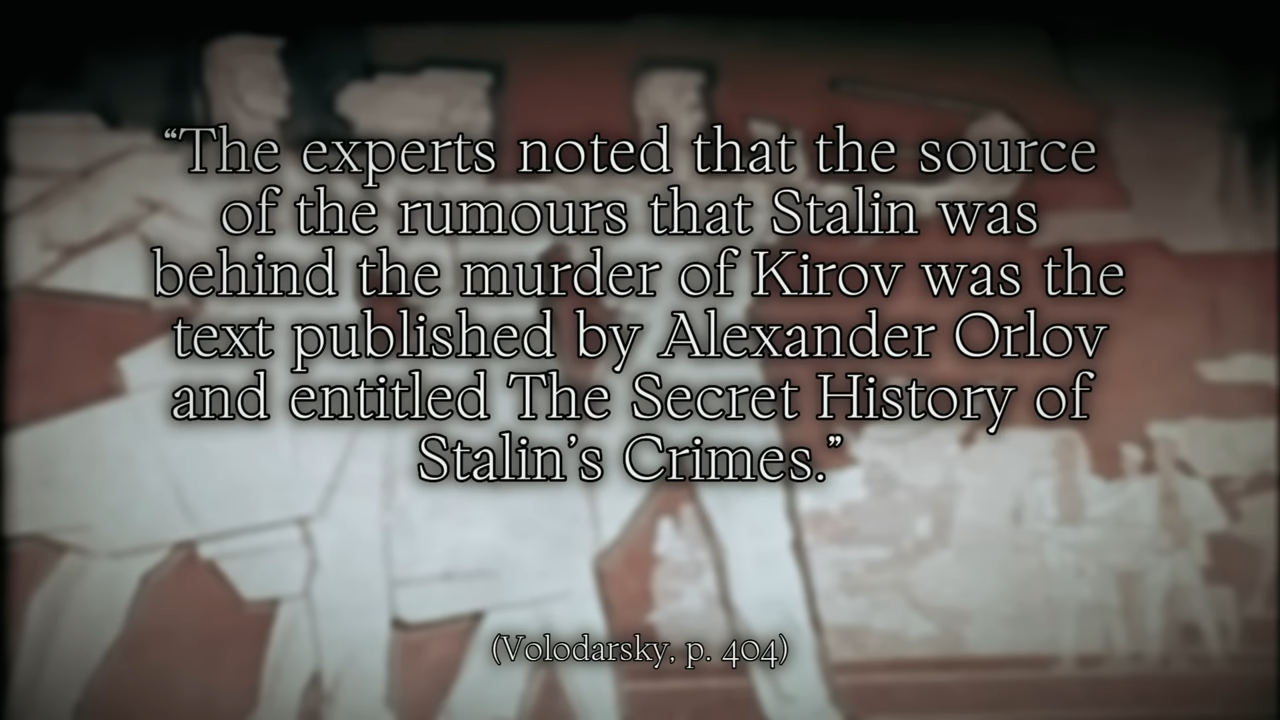 “The experts noted that the source
of the rumours that Stalin was
behind the murder of Kirov was the
text published by Alexander Orlov
and entitled The Secret History of
Stalin’s Crimes.”
(Volodarsky, p. 404)